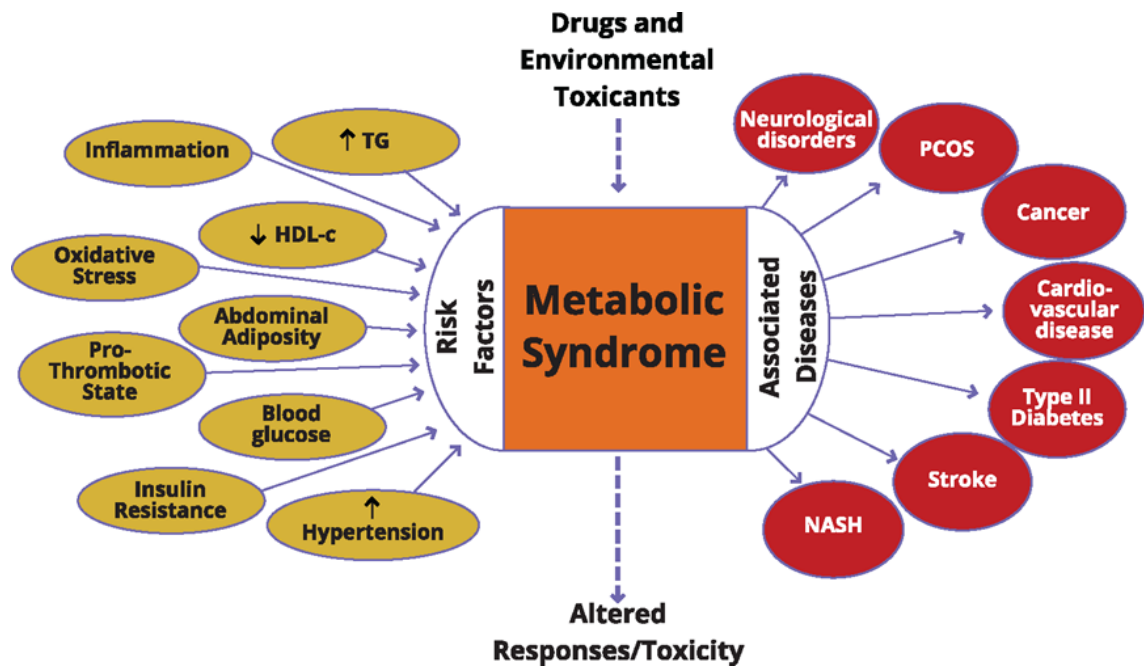 Drugs and
Environmental
Toxicants
Inflammation
↑ TG
↓ HDL-c
Oxidative
Stress
Abdominal
Adiposity
Pro-
Thrombotic
State
Blood
glucose
Insulin
Resistance
↑
Hypertension
Risk
Factors
Metabolic
Syndrome
Associated
Diseases
Neurological
disorders
PCOS
Cancer
Cardio-
vascular
disease
Type II
Diabetes
Stroke
NASH
Altered
Responses/Toxicity